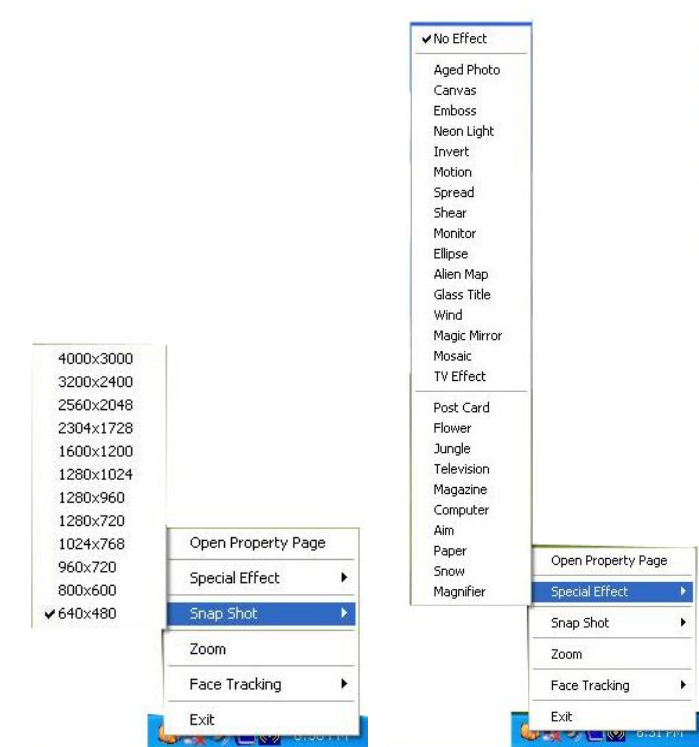 4000x3000
3200x2400
2560x2048
2304x1728
1600x1200
1280x1024
1280x960
1280x720
1024x768
960x720
800x600
640x480
Open Property Page
Special Effect
Snap Shot
Zoom
Face Tracking
Exit
No Effect
Aged Photo
Canvas
Emboss
Neon Light
Invert
Motion
Spread
Shear
Monitor
Ellipse
Alien Map
Glass Title
Wind
Magic Mirror
Mosaic
TV Effect
Post Card
Flower
Jungle
Television
Magazine
Computer
Aim
Paper
Snow
Magnifier
Open Property Page
Special Effect
Snap Shot
Zoom
Face Tracking
Exit